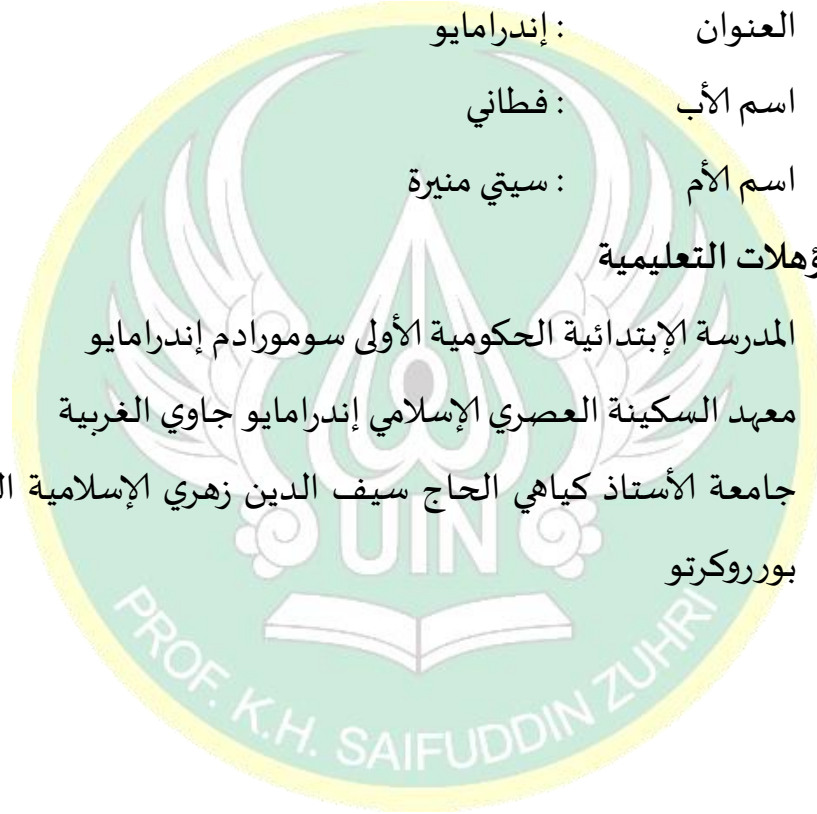 العنوان : إندرامايو
اسم الأب : فطاني
اسم الأم : سيتي منيرة
التعليمية
المدرسة الإبتدائية الحكومية الأولى سومورادم إندرامايو
معهد السكينة العصري الإسلامي إندرامايو جاوي الغربية
جامعة الأستاذ كياهي الحاج سيف الدين زهري الإسلامية
بورروكرتو
UIN
PROF. K.H. SAIFUDDIN ZUHRI